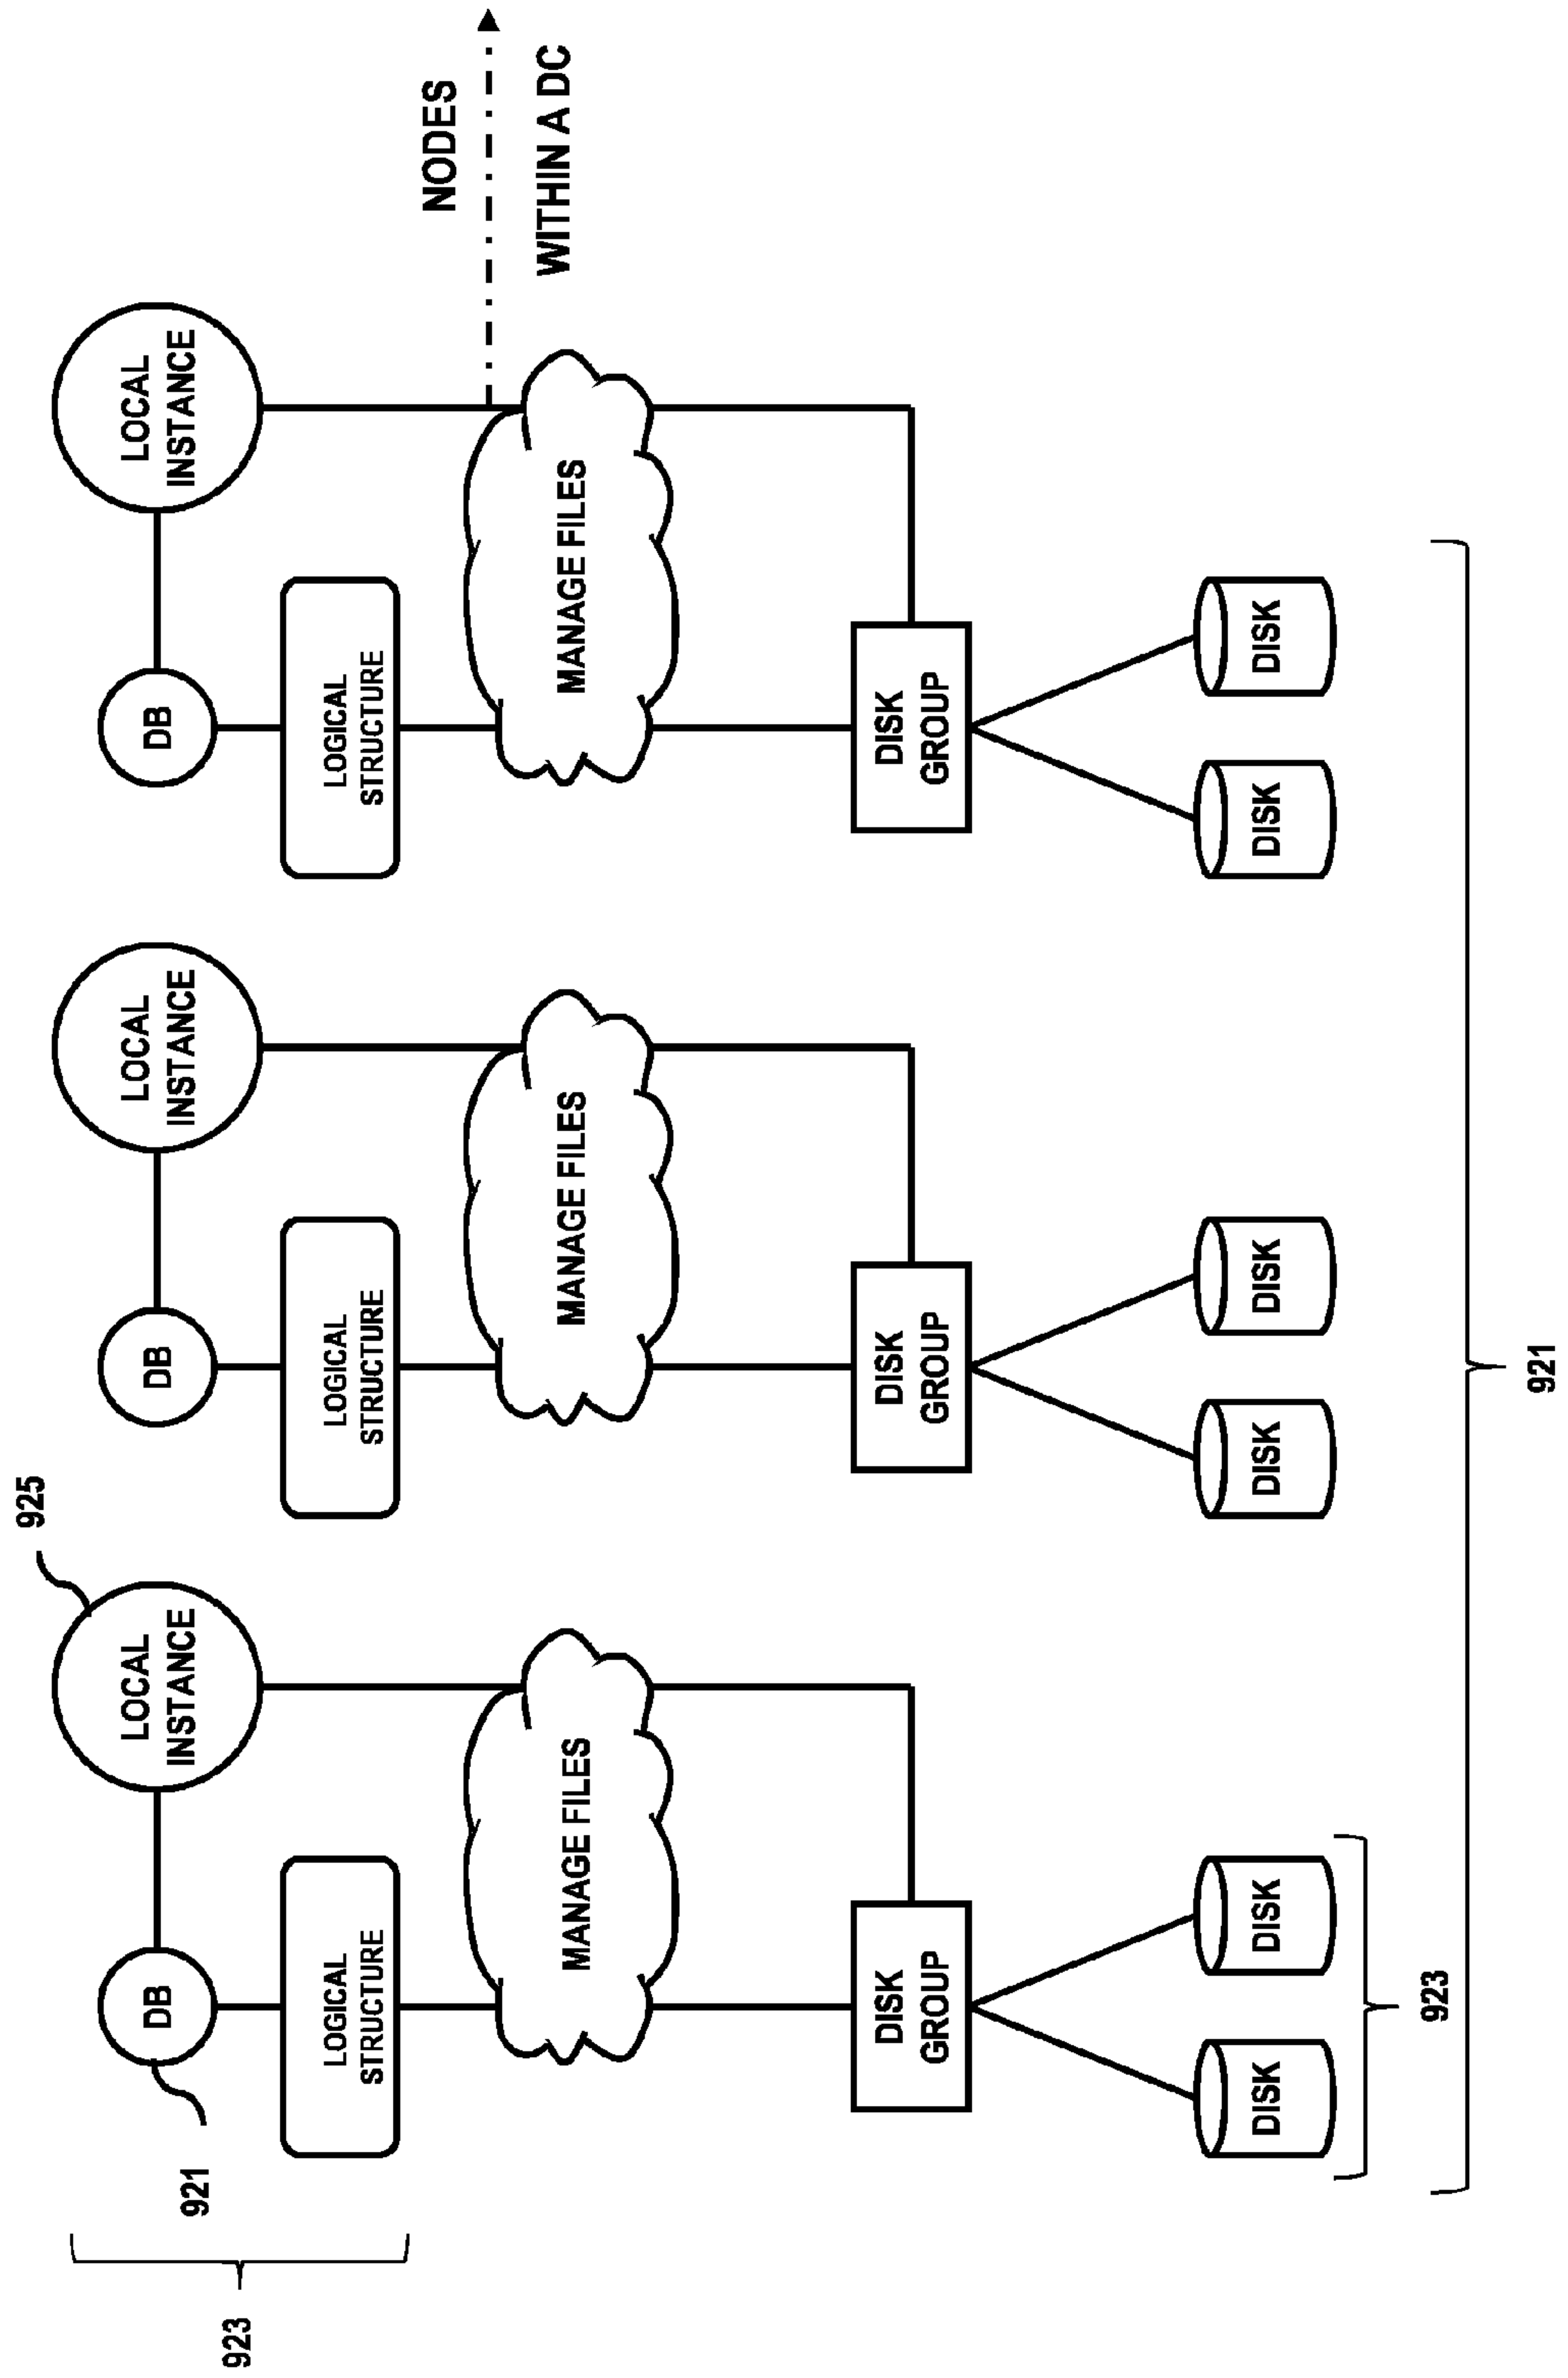 925
DB
LOCAL
INSTANCE
DB
LOCAL
INSTANCE
DB
LOCAL
INSTANCE
921
923
LOGICAL
STRUCTURE
LOGICAL
STRUCTURE
LOGICAL
STRUCTURE
NODES
WITHIN A DC
MANAGE FILES
MANAGE FILES
MANAGE FILES
DISK
GROUP
DISK
GROUP
DISK
GROUP
DISK
DISK
DISK
DISK
DISK
DISK
923
921